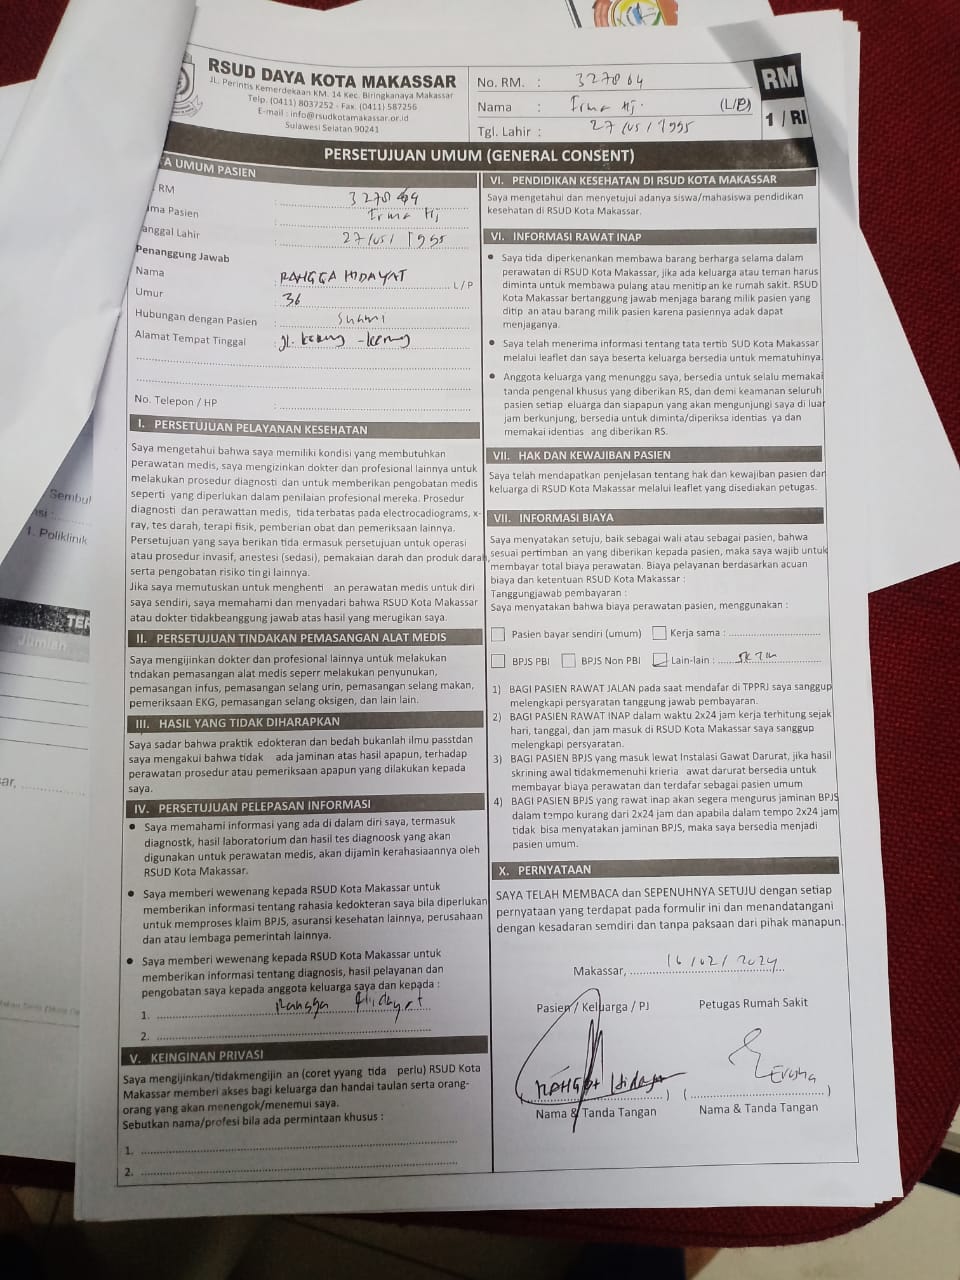 RSUD DAYA KOTA MAKASSAR
JL. Perintis Kemerdekaan KM. 14 Kec. Biringkanaya Makassar
Telp. (0411) 8037252 - Fax. (0411) 587256
E-mail : info@rsudkotamakassar.or.id
Sulawesi Selatan 90241
No. RM. : 327864
Nama : Irma Hj. (L/P)
Tgl. Lahir : 27/05/1995
RM
1 / RI
PERSETUJUAN UMUM (GENERAL CONSENT)
A UMUM PASIEN
RM : 327864
ma Pasien : Irma Hj
anggal Lahir : 27/05/1995
Penanggung Jawab
Nama : RANGGA HIDAYAT L/P
Umur : 36
Hubungan dengan Pasien : Suami
Alamat Tempat Tinggal : jl.
No. Telepon / HP :
I. PERSETUJUAN PELAYANAN KESEHATAN
Saya mengetahui bahwa saya memiliki kondisi yang membutuhkan
perawatan medis, saya mengizinkan dokter dan profesional lainnya untuk
melakukan prosedur diagnosti dan untuk memberikan pengobatan medis
seperti yang diperlukan dalam penilaian profesional mereka. Prosedur
diagnosti dan perawattan medis, tida terbatas pada electrocadiograms, x-
ray, tes darah, terapi fisik, pemberian obat dan pemeriksaan lainnya.
Persetujuan yang saya berikan tida ermasuk persetujuan untuk operasi
atau prosedur invasif, anestesi (sedasi), pemakaian darah dan produk darah,
serta pengobatan risiko tin gi lainnya.
Jika saya memutuskan untuk menghenti an perawatan medis untuk diri
saya sendiri, saya memahami dan menyadari bahwa RSUD Kota Makassar
atau dokter tidakbeanggung jawab atas hasil yang merugikan saya.
II. PERSETUJUAN TINDAKAN PEMASANGAN ALAT MEDIS
Saya mengijinkan dokter dan profesional lainnya untuk melakukan
tndakan pemasangan alat medis seperr melakukan penyunukan,
pemasangan infus, pemasangan selang urin, pemasangan selang makan,
pemeriksaan EKG, pemasangan selang oksigen, dan lain lain.
III. HASIL YANG TIDAK DIHARAPKAN
Saya sadar bahwa praktik edokteran dan bedah bukanlah ilmu passtdan
saya mengakui bahwa tidak ada jaminan atas hasil apapun, terhadap
perawatan prosedur atau pemeriksaan apapun yang dilakukan kepada
saya.
IV. PERSETUJUAN PELEPASAN INFORMASI
• Saya memahami informasi yang ada di dalam diri saya, termasuk
diagnostk, hasil laboratorium dan hasil tes diagnoosk yang akan
digunakan untuk perawatan medis, akan dijamin kerahasiaannya oleh
RSUD Kota Makassar.
• Saya memberi wewenang kepada RSUD Kota Makassar untuk
memberikan informasi tentang rahasia kedokteran saya bila diperlukan
untuk memproses klaim BPJS, asuransi kesehatan lainnya, perusahaan
dan atau lembaga pemerintah lainnya.
• Saya memberi wewenang kepada RSUD Kota Makassar untuk
memberikan informasi tentang diagnosis, hasil pelayanan dan
pengobatan saya kepada anggota keluarga saya dan kepada :
1. Rangga Hidayat
2.
V. KEINGINAN PRIVASI
Saya mengijinkan/tidakmengijin an (coret yyang tida perlu) RSUD Kota
Makassar memberi akses bagi keluarga dan handai taulan serta orang-
orang yang akan menengok/menemui saya.
Sebutkan nama/profesi bila ada permintaan khusus :
1.
2.
VI. PENDIDIKAN KESEHATAN DI RSUD KOTA MAKASSAR
Saya mengetahui dan menyetujui adanya siswa/mahasiswa pendidikan
kesehatan di RSUD Kota Makassar.
VI. INFORMASI RAWAT INAP
• Saya tida diperkenankan membawa barang berharga selama dalam
perawatan di RSUD Kota Makassar, jika ada keluarga atau teman harus
diminta untuk membawa pulang atau menitip an ke rumah sakit. RSUD
Kota Makassar bertanggung jawab menjaga barang milik pasien yang
ditip an atau barang milik pasien karena pasiennya adak dapat
menjaganya.
• Saya telah menerima informasi tentang tata tertib SUD Kota Makassar
melalui leaflet dan saya beserta keluarga bersedia untuk mematuhinya.
• Anggota keluarga yang menunggu saya, bersedia untuk selalu memakai
tanda pengenal khusus yang diberikan RS, dan demi keamanan seluruh
pasien setiap eluarga dan siapapun yang akan mengunjungi saya di luar
jam berkunjung, bersedia untuk diminta/diperiksa identias ya dan
memakai identias ang diberikan RS.
VII. HAK DAN KEWAJIBAN PASIEN
Saya telah mendapatkan penjelasan tentang hak dan kewajiban pasien dan
keluarga di RSUD Kota Makassar melalui leaflet yang disediakan petugas.
VII. INFORMASI BIAYA
Saya menyatakan setuju, baik sebagai wali atau sebagai pasien, bahwa
sesuai pertimban an yang diberikan kepada pasien, maka saya wajib untuk
membayar total biaya perawatan. Biaya pelayanan berdasarkan acuan
biaya dan ketentuan RSUD Kota Makassar :
Tanggungjawab pembayaran :
Saya menyatakan bahwa biaya perawatan pasien, menggunakan :
Pasien bayar sendiri (umum) Kerja sama :
BPJS PBI BPJS Non PBI Lain-lain : SKTM
1) BAGI PASIEN RAWAT JALAN pada saat mendafar di TPPRJ saya sanggup
melengkapi persyaratan tanggung jawab pembayaran.
2) BAGI PASIEN RAWAT INAP dalam waktu 2x24 jam kerja terhitung sejak
hari, tanggal, dan jam masuk di RSUD Kota Makassar saya sanggup
melengkapi persyaratan.
3) BAGI PASIEN BPJS yang masuk lewat Instalasi Gawat Darurat, jika hasil
skrining awal tidakmemenuhi krieria awat darurat bersedia untuk
membayar biaya perawatan dan terdafar sebagai pasien umum
4) BAGI PASIEN BPJS yang rawat inap akan segera mengurus jaminan BPJS
dalam tempo kurang dari 2x24 jam dan apabila dalam tempo 2x24 jam
tidak bisa menyatakan jaminan BPJS, maka saya bersedia menjadi
pasien umum.
X. PERNYATAAN
SAYA TELAH MEMBACA dan SEPENUHNYA SETUJU dengan setiap
pernyataan yang terdapat pada formulir ini dan menandatangani
dengan kesadaran semdiri dan tanpa paksaan dari pihak manapun.
Makassar, 16/02/2024
Pasien / Keluarga / PJ Petugas Rumah Sakit
RANGGA Hidayat
Nama & Tanda Tangan Nama & Tanda Tangan
Sembul
1. Poliklinik
TER
Jumlah